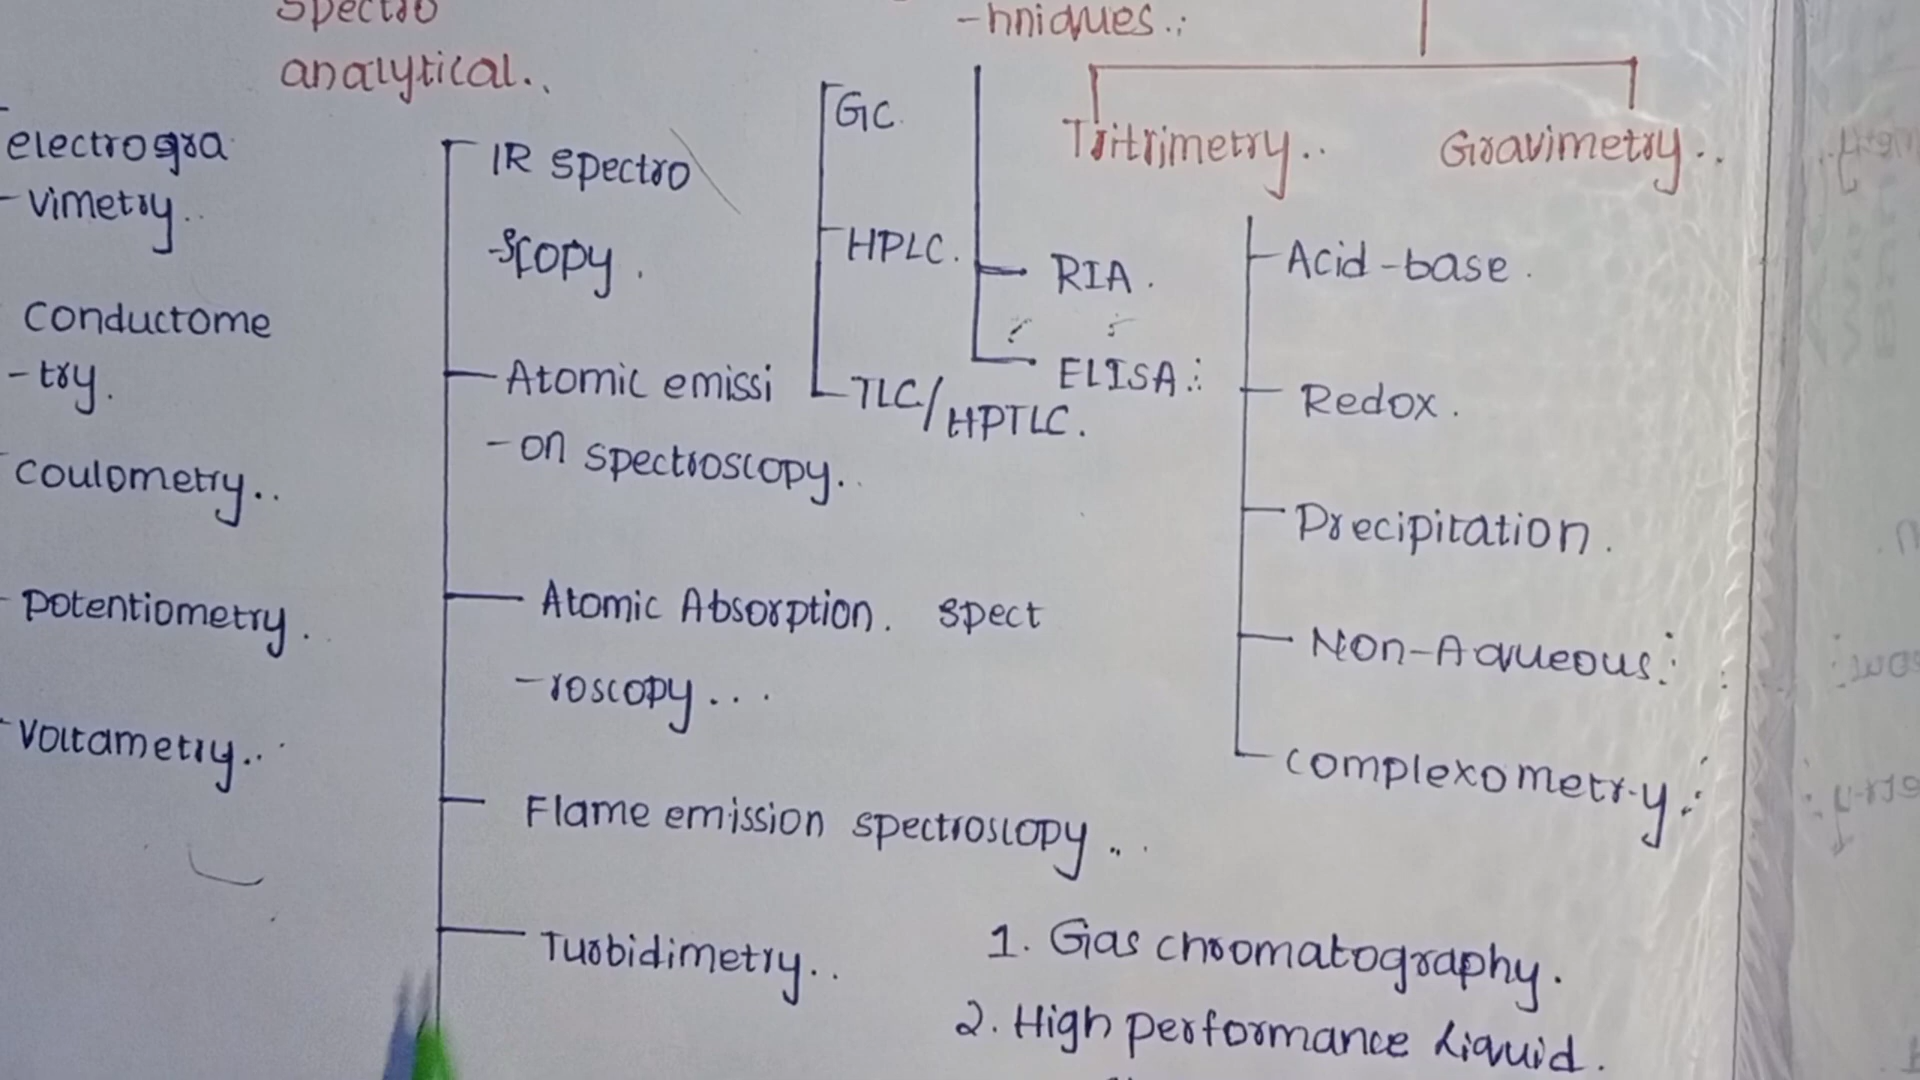 Spectro
analytical..
-hniques.:
Tritrimetry..
Gravimetry..
electrogra
-vimetry..
conductome
-try.
coulometry..
potentiometry.
voltametry..
IR spectro
-scopy.
Atomic emissi
-on spectroscopy..
Atomic Absorption. spect
-roscopy...
Flame emission spectroscopy..
Turbidimetry..
GC.
HPLC.
TLC/HPTLC.
RIA.
ELISA.:
Acid-base.
Redox.
Precipitation.
Non-Aqueous:
complexometr-y.:
1. Gas chromatography.
2. High performance Liquid.